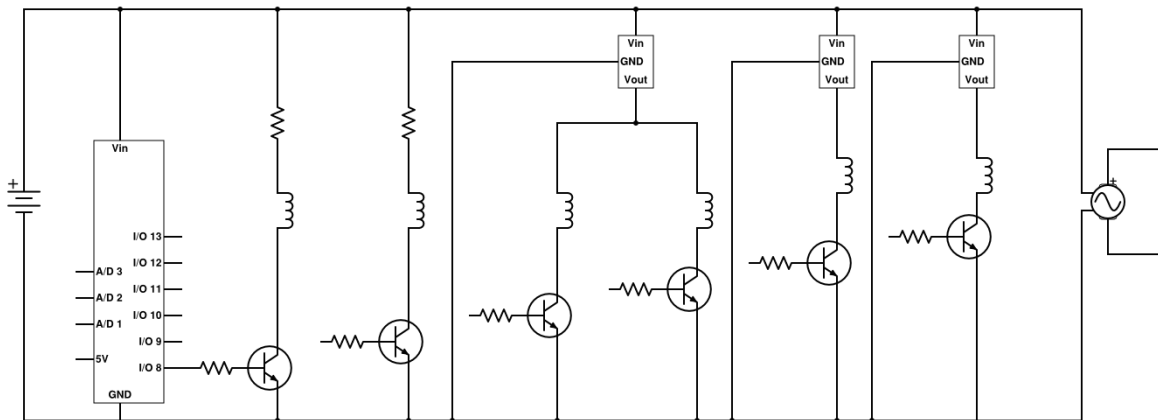 Vin
GND
Vout
Vin
GND
Vout
Vin
GND
Vout
+
Vin
I/O 13
I/O 12
A/D 3
I/O 11
A/D 2
I/O 10
A/D 1
I/O 9
5V
I/O 8
GND
+